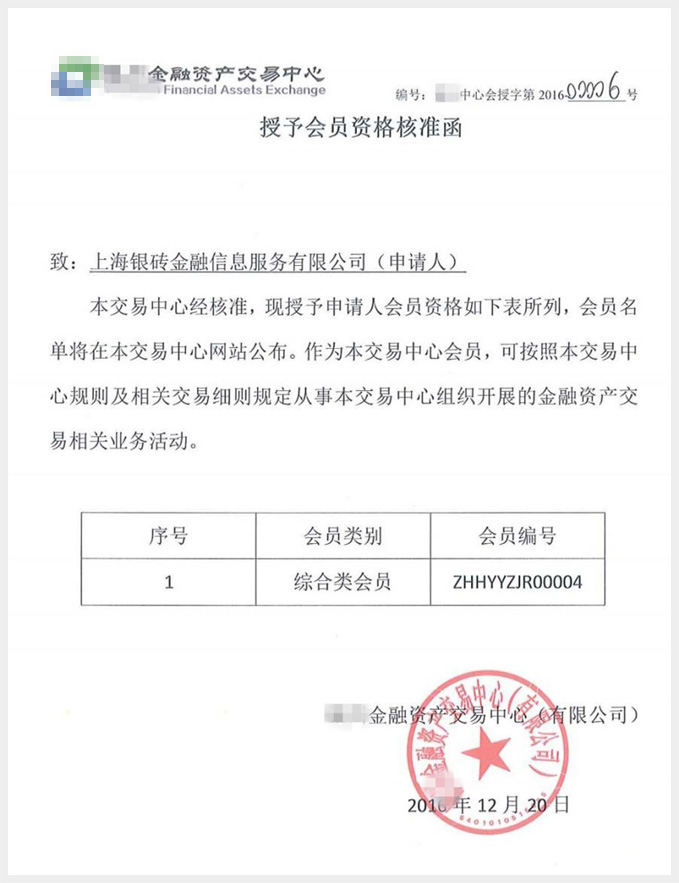 金融资产交易中心
Financial Assets Exchange
编号：
中心会授字第 2016-00006号
授予会员资格核准函
致：上海银砖金融信息服务有限公司（申请人）
本交易中心经核准，现授予申请人会员资格如下表所列，会员名
单将在本交易中心网站公布。作为本交易中心会员，可按照本交易中
心规则及相关交易细则规定从事本交易中心组织开展的金融资产交
易相关业务活动。
序号 会员类别 会员编号
1 综合类会员 ZHHYYZJR00004
金融资产交易中心（有限公司）
金融资产交易中心（有限公司）
2016 年 12 月 20 日